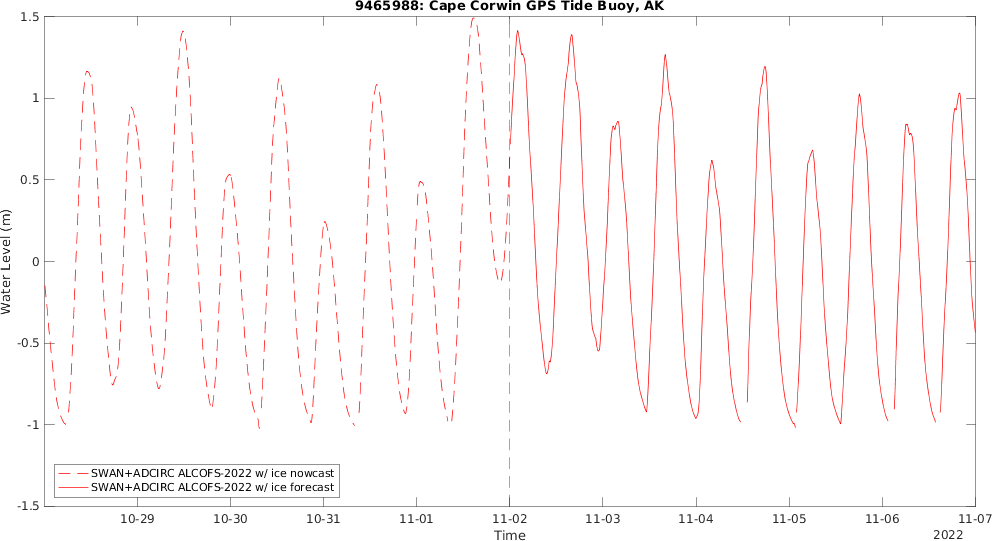 9465988: Cape Corwin GPS Tide Buoy, AK
1.5
1
0.5
0
-0.5
-1
-1.5
Water Level (m)
SWAN+ADCIRC ALCOFS-2022 w/ ice nowcast
SWAN+ADCIRC ALCOFS-2022 w/ ice forecast
10-29 10-30 10-31 11-01 11-02 11-03 11-04 11-05 11-06 11-07
Time
2022